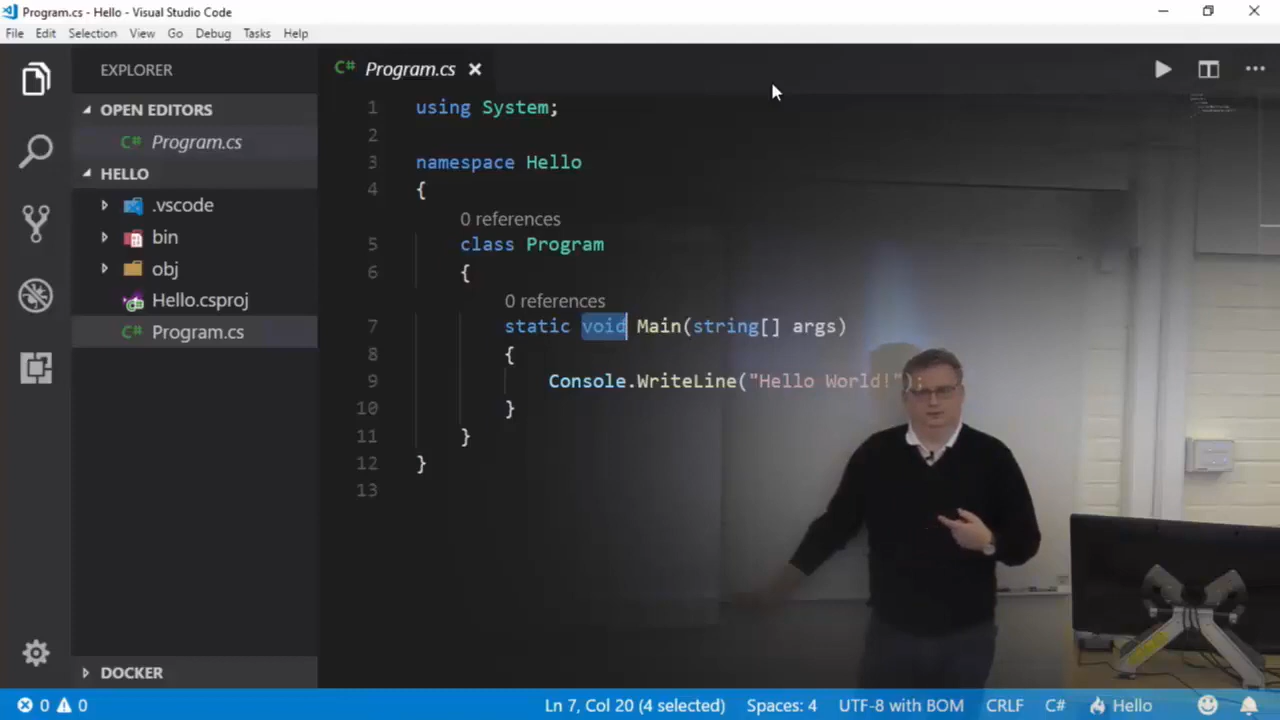 Program.cs - Hello - Visual Studio Code
File Edit Selection View Go Debug Tasks Help
EXPLORER
OPEN EDITORS
C# Program.cs
HELLO
.vscode
bin
obj
Hello.csproj
C# Program.cs
DOCKER
C# Program.cs
1 using System;
2
3 namespace Hello
4 {
0 references
5 class Program
6 {
0 references
7 static void Main(string[] args)
8 {
9 Console.WriteLine("Hello World!");
10 }
11 }
12 }
13
0 0 Ln 7, Col 20 (4 selected) Spaces: 4 UTF-8 with BOM CRLF C# Hello